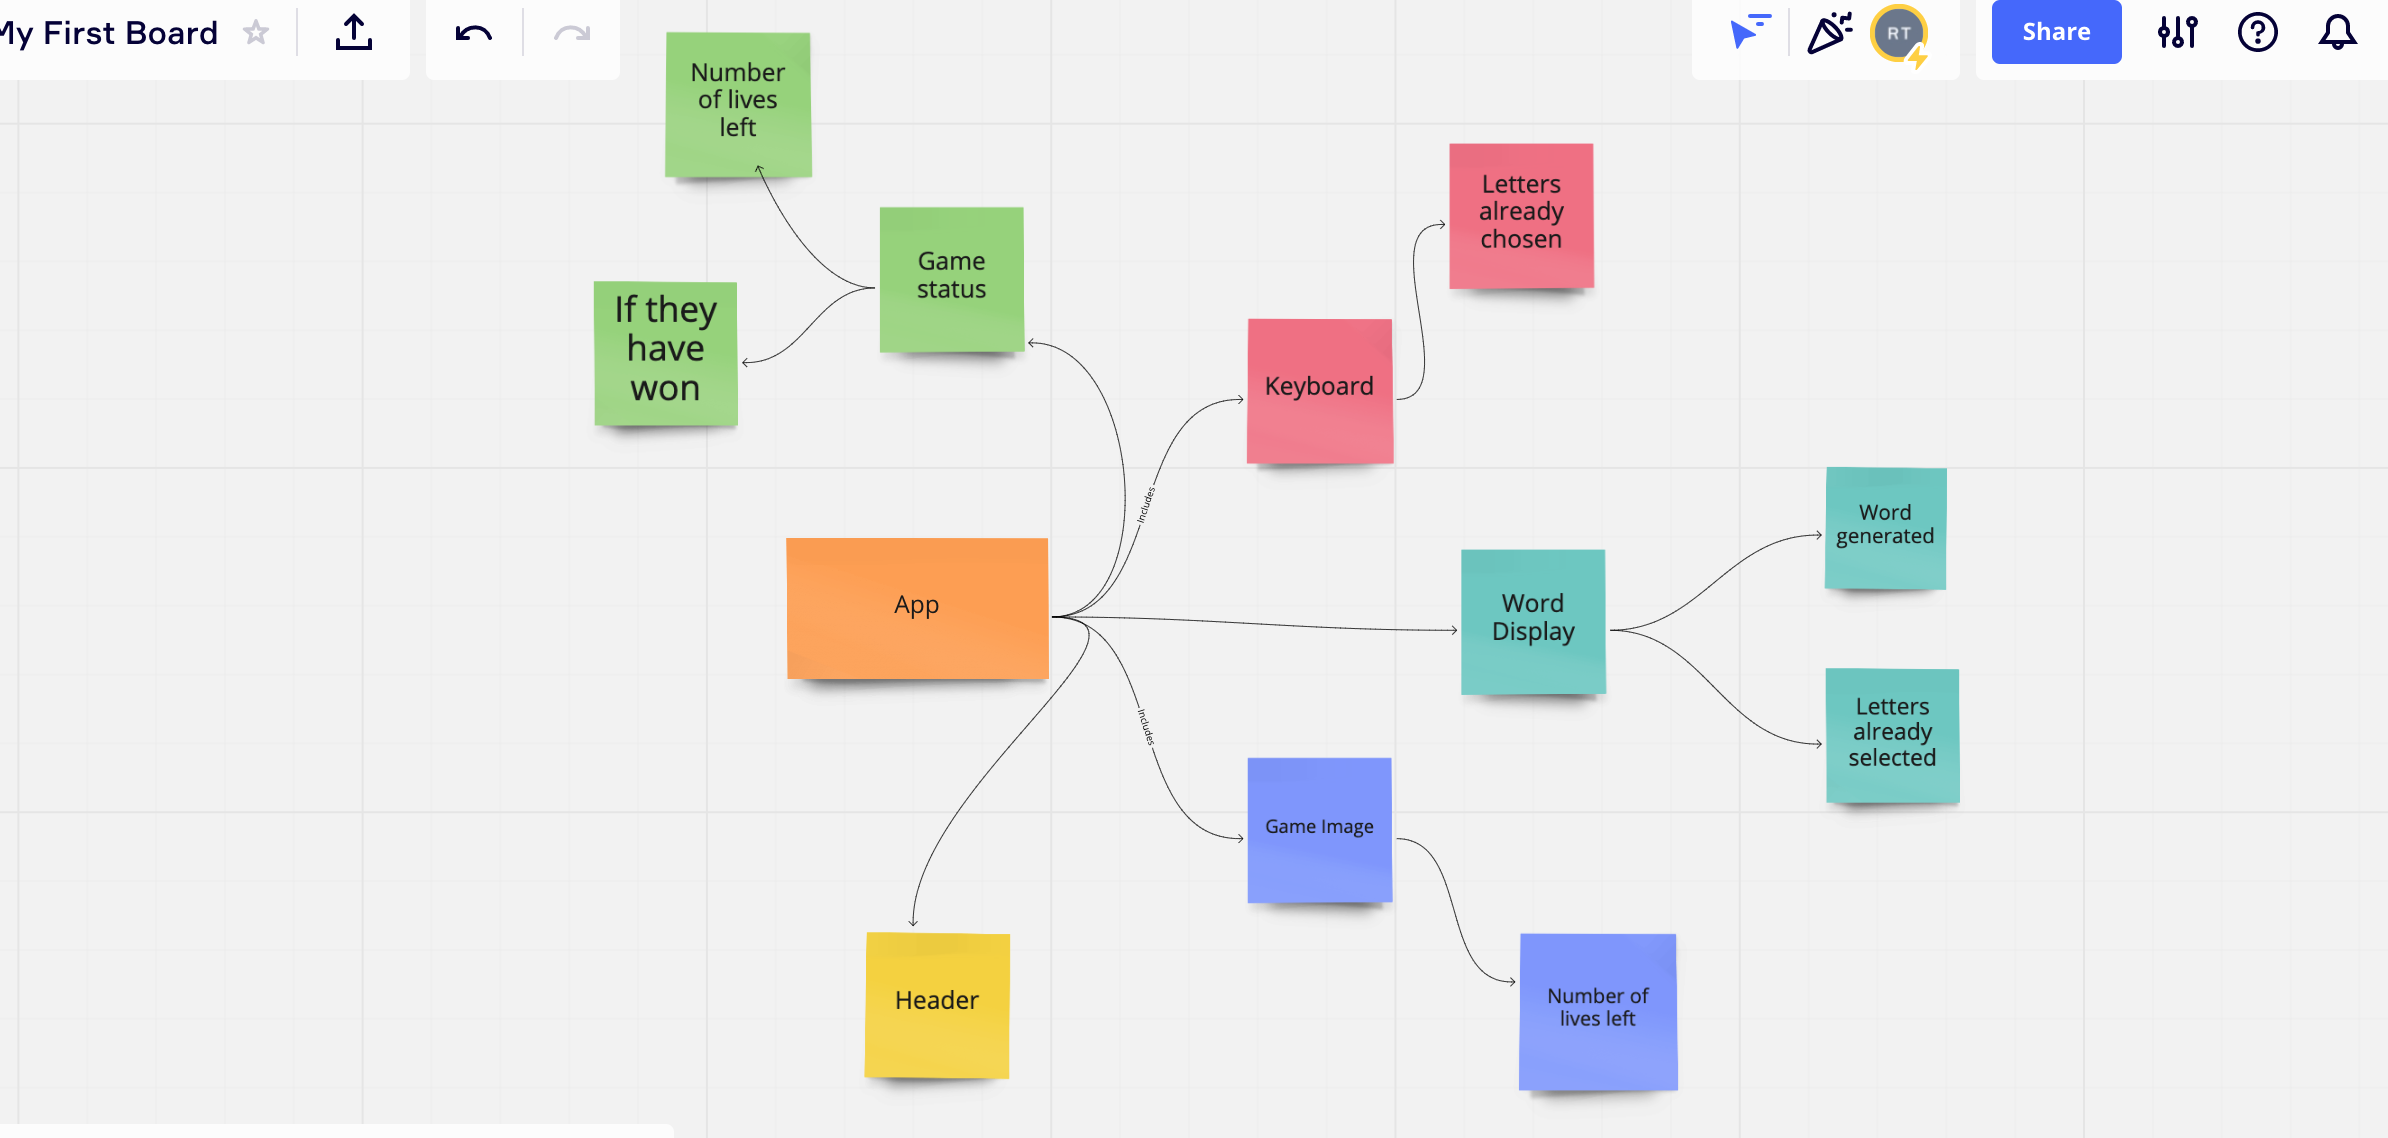 My First Board
RT
Share
Number
of lives
left
Letters
already
chosen
Game
status
If they
have
won
Keyboard
Includes
Word
generated
App
Word
Display
Letters
already
selected
Includes
Game Image
Header
Number of
lives left